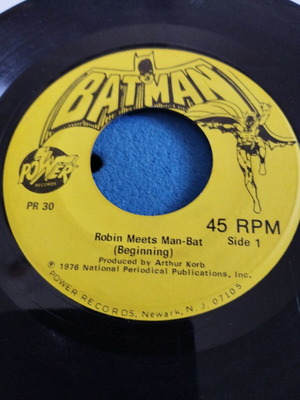 BATMAN
POWER
RECORDS
PR 30
45 RPM
Side 1
Robin Meets Man-Bat
(Beginning)
Produced by Arthur Korb
℗ 1976 National Periodical Publications, Inc.
POWER RECORDS, Newark, N. J. 07105